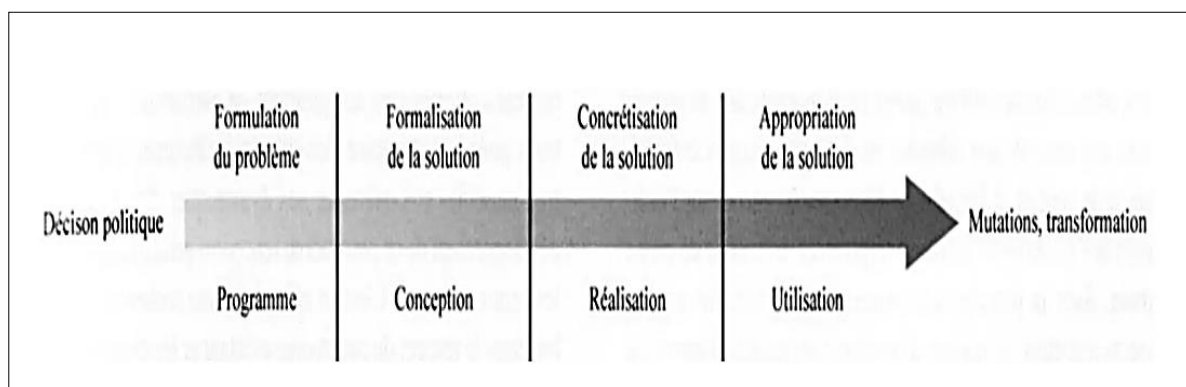 Formulation
du problème
Formalisation
de la solution
Concrétisation
de la solution
Appropriation
de la solution
Décison politique
Mutations, transformation
Programme
Conception
Réalisation
Utilisation